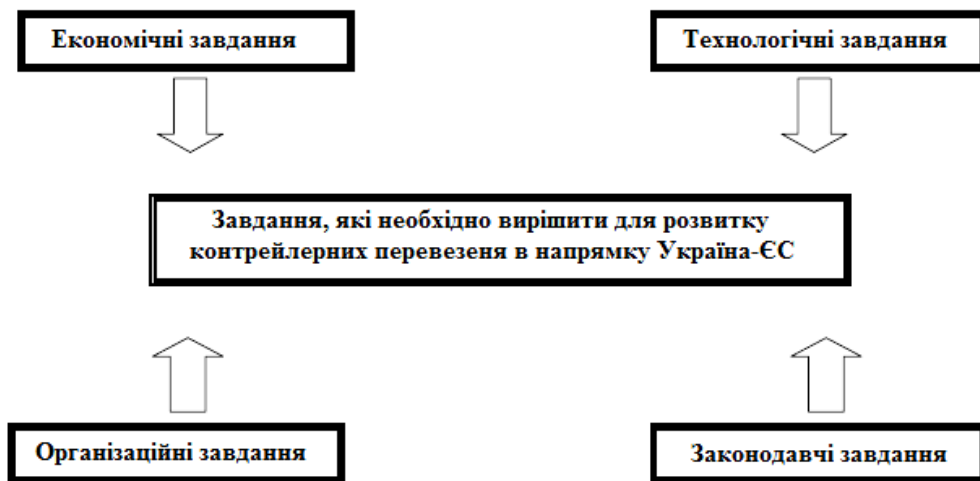 Економічні завдання
Технологічні завдання
Завдання, які необхідно вирішити для розвитку
контрейлерних перевезеня в напрямку Україна-ЄС
Організаційні завдання
Законодавчі завдання